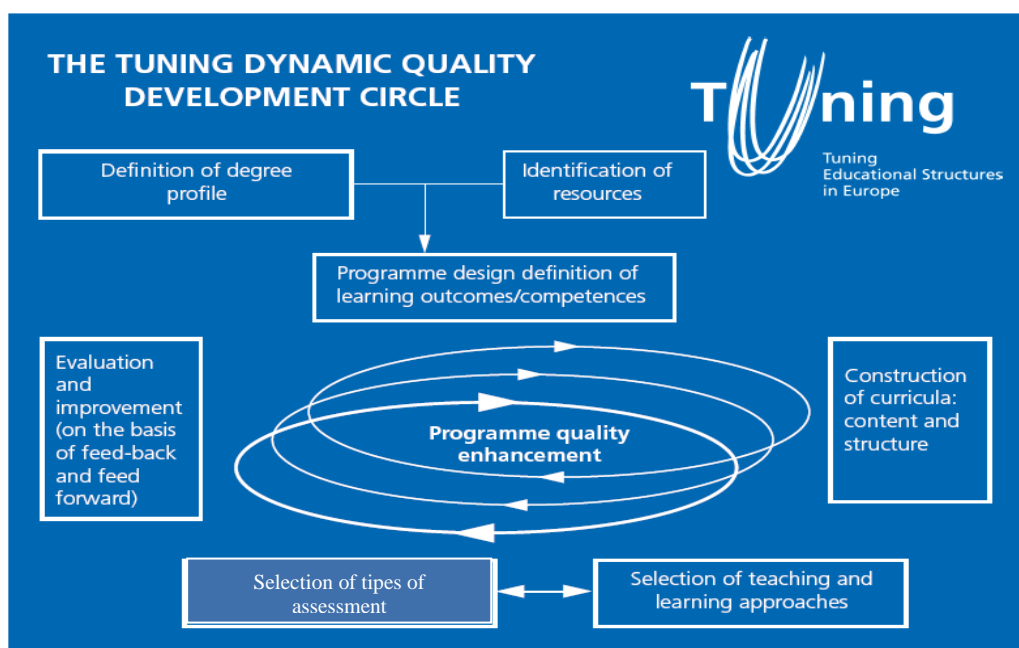 THE TUNING DYNAMIC QUALITY
DEVELOPMENT CIRCLE
Tuning
Tuning
Educational Structures
in Europe
Definition of degree
profile
Identification of
resources
Programme design definition of
learning outcomes/competences
Evaluation
and
improvement
(on the basis
of feed-back
and feed
forward)
Programme quality
enhancement
Construction
of curricula:
content and
structure
Selection of tipes of
assessment
Selection of teaching and
learning approaches